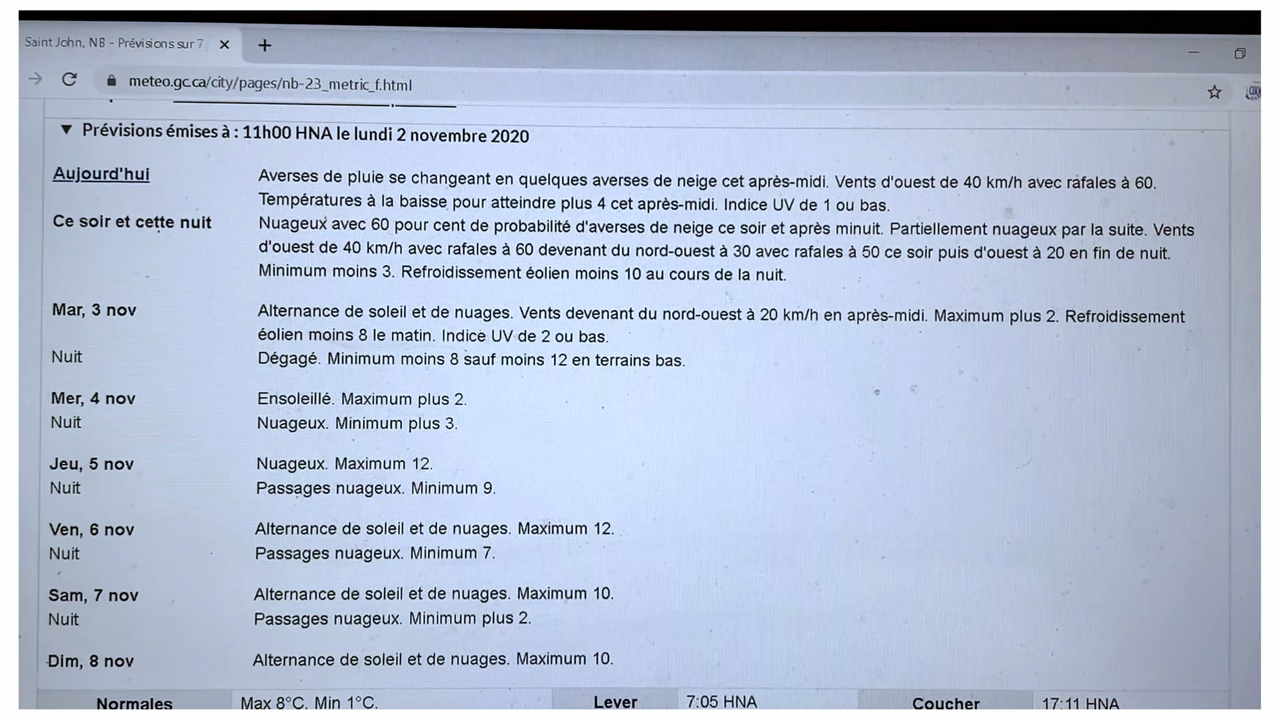 Saint John, NB - Prévisions sur 7
meteo.gc.ca/city/pages/nb-23_metric_f.html
Prévisions émises à : 11h00 HNA le lundi 2 novembre 2020
Aujourd'hui Averses de pluie se changeant en quelques averses de neige cet après-midi. Vents d'ouest de 40 km/h avec rafales à 60.
Températures à la baisse pour atteindre plus 4 cet après-midi. Indice UV de 1 ou bas.
Ce soir et cette nuit Nuageux avec 60 pour cent de probabilité d'averses de neige ce soir et après minuit. Partiellement nuageux par la suite. Vents
d'ouest de 40 km/h avec rafales à 60 devenant du nord-ouest à 30 avec rafales à 50 ce soir puis d'ouest à 20 en fin de nuit.
Minimum moins 3. Refroidissement éolien moins 10 au cours de la nuit.
Mar, 3 nov Alternance de soleil et de nuages. Vents devenant du nord-ouest à 20 km/h en après-midi. Maximum plus 2. Refroidissement
éolien moins 8 le matin. Indice UV de 2 ou bas.
Nuit Dégagé. Minimum moins 8 sauf moins 12 en terrains bas.
Mer, 4 nov Ensoleillé. Maximum plus 2.
Nuit Nuageux. Minimum plus 3.
Jeu, 5 nov Nuageux. Maximum 12.
Nuit Passages nuageux. Minimum 9.
Ven, 6 nov Alternance de soleil et de nuages. Maximum 12.
Nuit Passages nuageux. Minimum 7.
Sam, 7 nov Alternance de soleil et de nuages. Maximum 10.
Nuit Passages nuageux. Minimum plus 2.
Dim, 8 nov Alternance de soleil et de nuages. Maximum 10.
Normales Max 8°C. Min 1°C. Lever 7:05 HNA Coucher 17:11 HNA